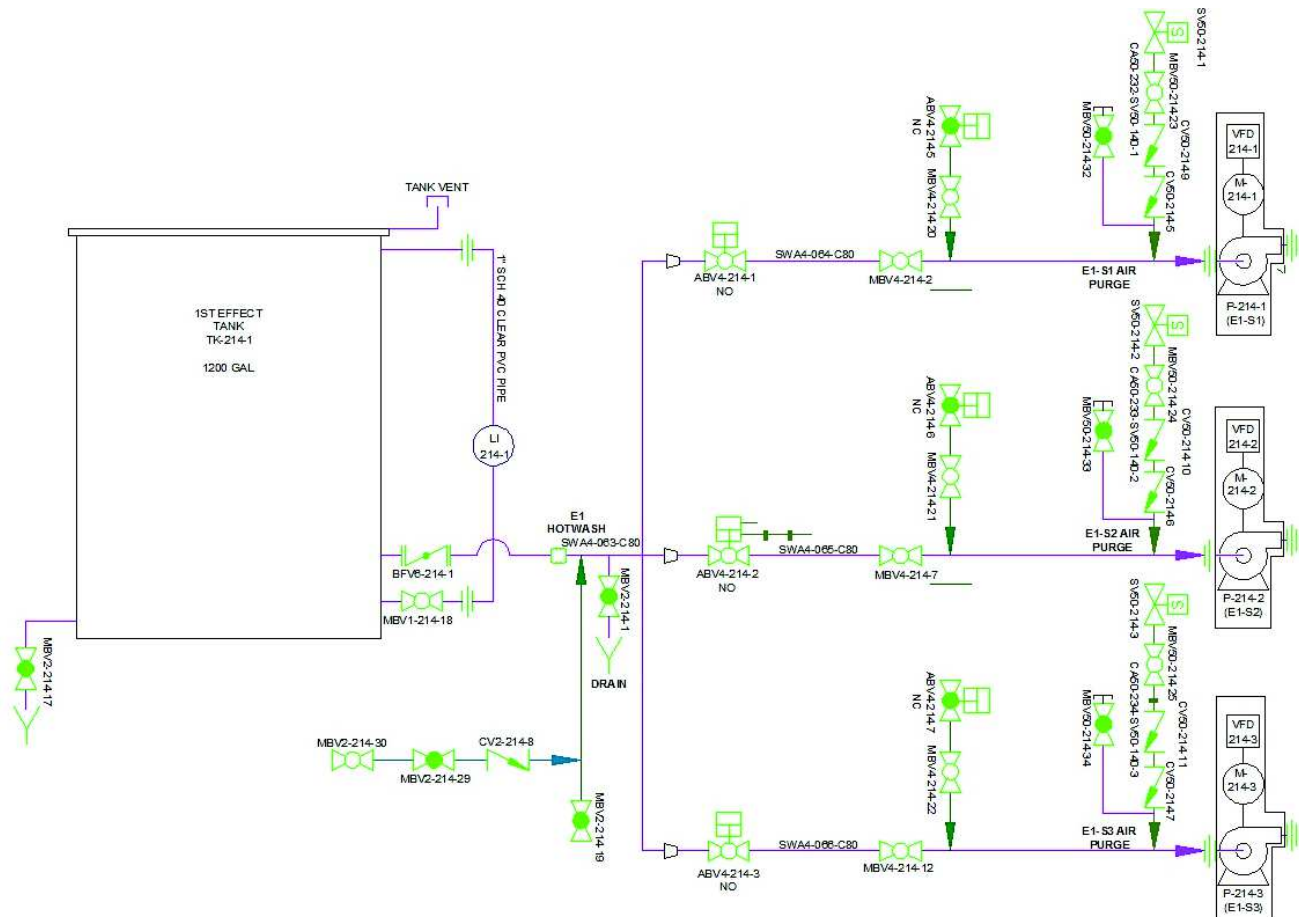 TANK VENT
1ST EFFECT
TANK
TK-214-1
1200 GAL
1" SCH 40 CLEAR PVC PIPE
LI
214-1
BFV6-214-1
MBV1-214-18
MBV2-214-17
E1
HOTWASH
SWA4-063-C80
MBV2-214-1
DRAIN
MBV2-214-30
MBV2-214-29
CV2-214-8
MBV2-214-19
ABV4-214-5
NC
MBV4-214-20
ABV4-214-1
NO
SWA4-064-C80
MBV4-214-2
MBV50-214-32
SV50-214-1
S
MBV50-214-23
CA50-232-SV50-140-1
CV50-214-9
CV50-214-5
E1-S1 AIR
PURGE
VFD
214-1
M-
214-1
P-214-1
(E1-S1)
ABV4-214-6
NC
MBV4-214-21
ABV4-214-2
NO
SWA4-065-C80
MBV4-214-7
MBV50-214-33
SV50-214-2
S
MBV50-214-24
CA50-233-SV50-140-2
CV50-214-10
CV50-214-6
E1-S2 AIR
PURGE
VFD
214-2
M-
214-2
P-214-2
(E1-S2)
ABV4-214-7
NC
MBV4-214-22
ABV4-214-3
NO
SWA4-066-C80
MBV4-214-12
MBV50-214-34
SV50-214-3
S
MBV50-214-25
CA50-234-SV50-140-3
CV50-214-11
CV50-214-7
E1-S3 AIR
PURGE
VFD
214-3
M-
214-3
P-214-3
(E1-S3)